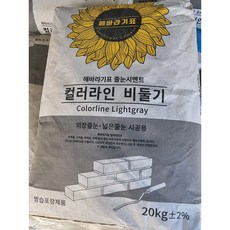 해바라기표
해바라기표 줄눈시멘트
컬러라인 비둘기
Colorline Lightgray
외장줄눈·넓은줄눈 시공용
방습포장제품
20kg±2%